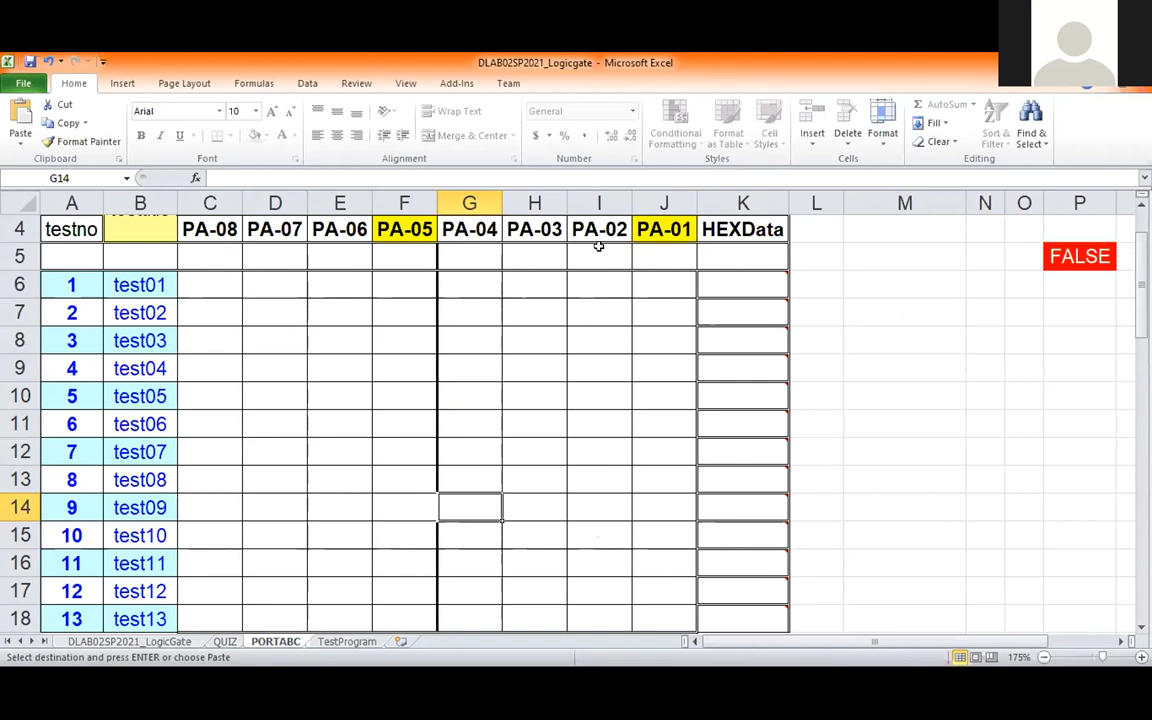 DLAB02SP2021_Logicgate - Microsoft Excel
File Home Insert Page Layout Formulas Data Review View Add-Ins Team
Paste Cut Copy Format Painter Clipboard
Arial 10 A A B I U A Font
Wrap Text Merge & Center Alignment
General $ % , .0 .00 .00 .0 Number
Conditional Formatting Format as Table Cell Styles Styles
Insert Delete Format Cells
Σ AutoSum Fill Clear Sort & Filter Find & Select Editing
G14 fx
A B C D E F G H I J K L M N O P
4 testno PA-08 PA-07 PA-06 PA-05 PA-04 PA-03 PA-02 PA-01 HEXData
5 FALSE
6 1 test01
7 2 test02
8 3 test03
9 4 test04
10 5 test05
11 6 test06
12 7 test07
13 8 test08
14 9 test09
15 10 test10
16 11 test11
17 12 test12
18 13 test13
DLAB02SP2021_LogicGate QUIZ PORTABC TestProgram
Select destination and press ENTER or choose Paste 175%